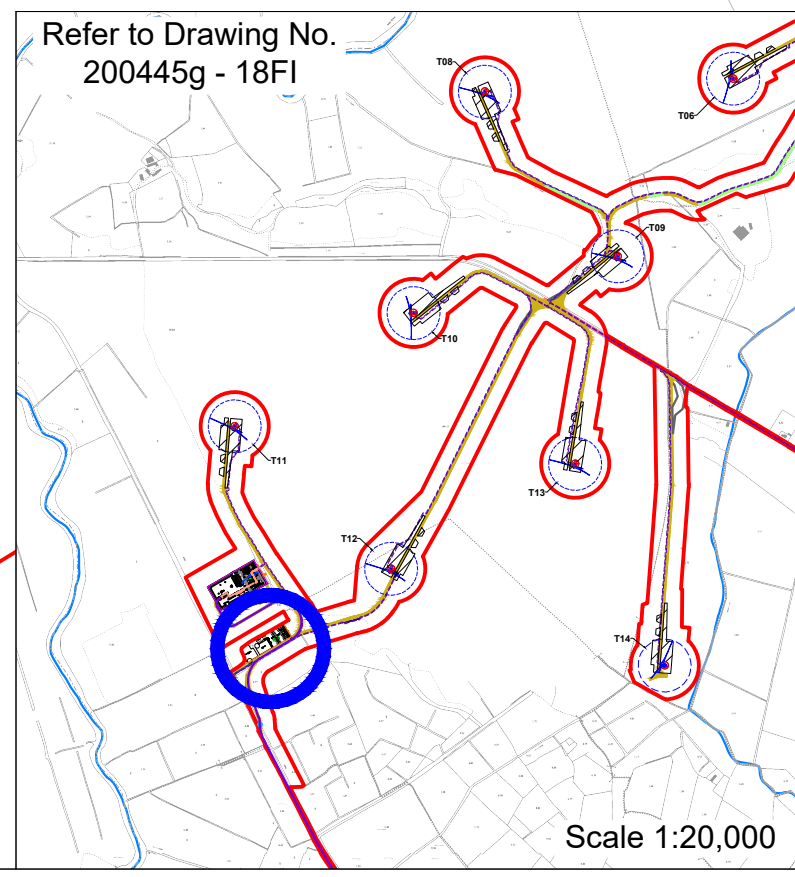 Refer to Drawing No.
200445g - 18FI
T08
T06
T09
T10
T11
T13
T12
T14
Scale 1:20,000